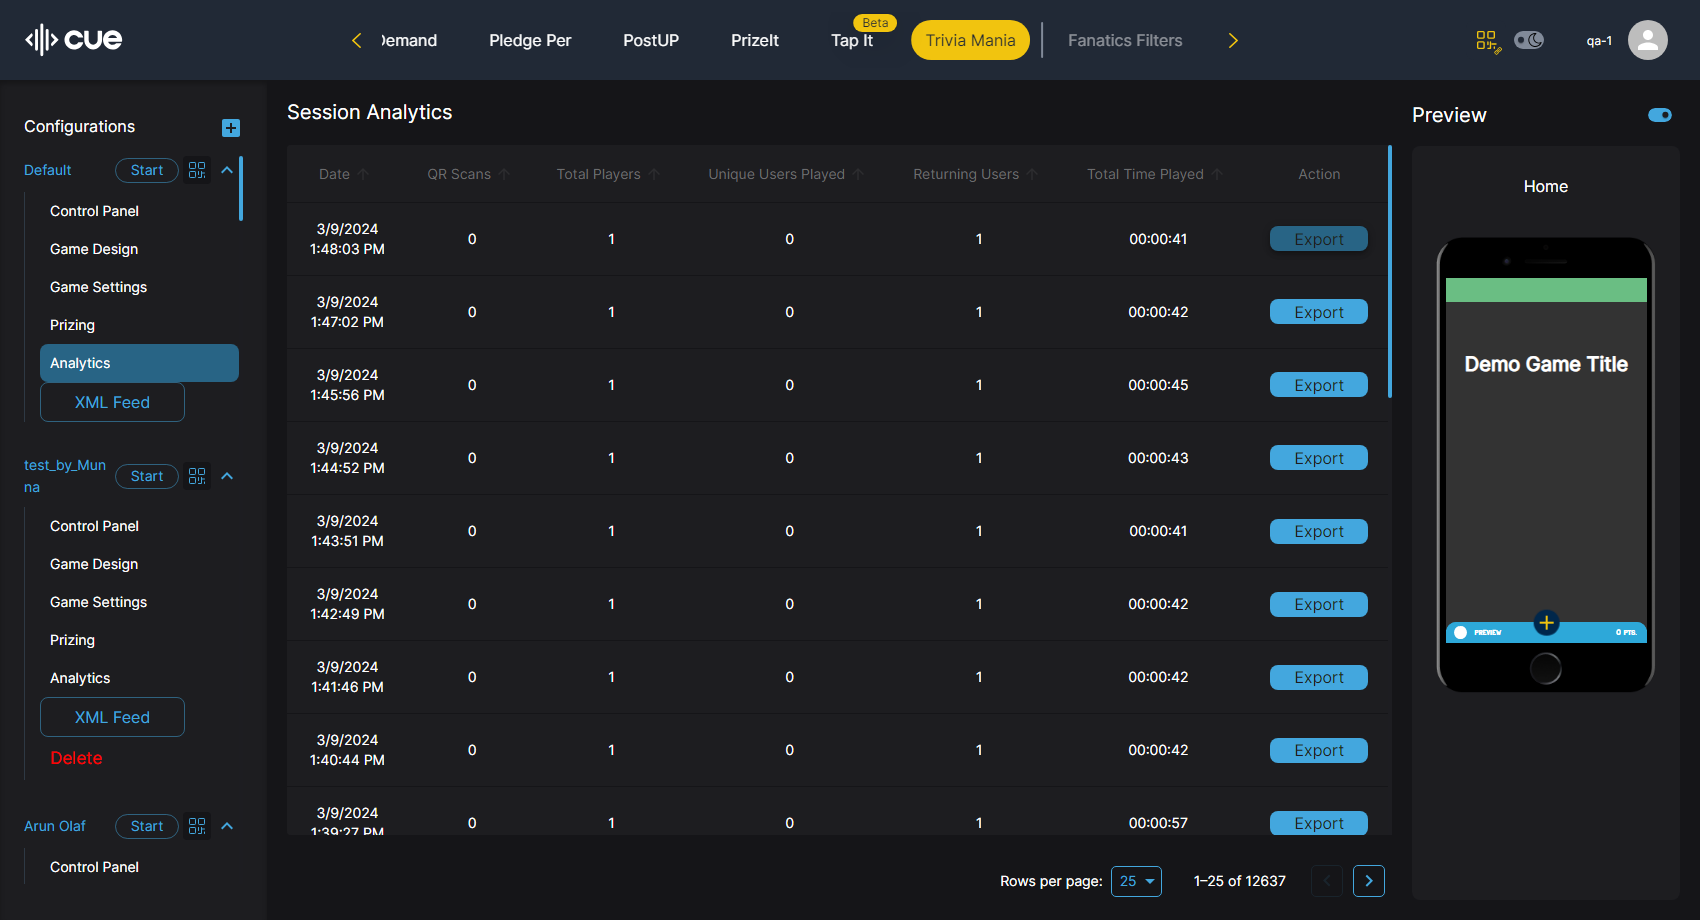 cue
Demand
Pledge Per
PostUP
PrizeIt
Beta
Tap It
Trivia Mania
Fanatics Filters
qa-1
Configurations
Default
Start
Control Panel
Game Design
Game Settings
Prizing
Analytics
XML Feed
test_by_Mun
na
Start
Control Panel
Game Design
Game Settings
Prizing
Analytics
XML Feed
Delete
Arun Olaf
Start
Control Panel
Session Analytics
Date QR Scans Total Players Unique Users Played Returning Users Total Time Played Action
3/9/2024
1:48:03 PM 0 1 0 1 00:00:41 Export
3/9/2024
1:47:02 PM 0 1 0 1 00:00:42 Export
3/9/2024
1:45:56 PM 0 1 0 1 00:00:45 Export
3/9/2024
1:44:52 PM 0 1 0 1 00:00:43 Export
3/9/2024
1:43:51 PM 0 1 0 1 00:00:41 Export
3/9/2024
1:42:49 PM 0 1 0 1 00:00:42 Export
3/9/2024
1:41:46 PM 0 1 0 1 00:00:42 Export
3/9/2024
1:40:44 PM 0 1 0 1 00:00:42 Export
3/9/2024
1:39:27 PM 0 1 0 1 00:00:57 Export
Rows per page: 25 1–25 of 12637
Preview
Home
Demo Game Title
PREVIEW 0 PTS.